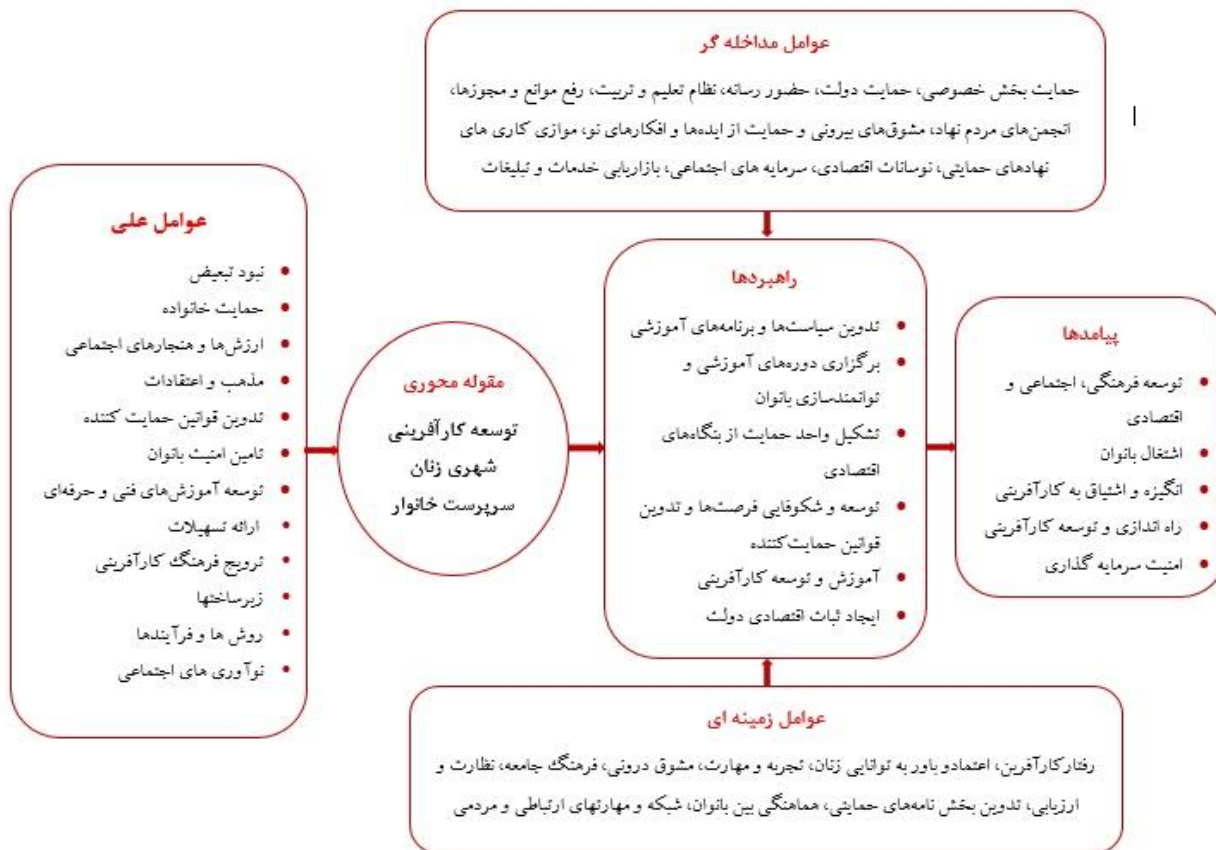 عوامل مداخله گر
حمایت بخش خصوصی، حمایت دولت، حضور رسانه، نظام تعلیم و تربیت، رفع موانع و مجوزها،
انجمن‌های مردم نهاد، مشوق‌های بیرونی و حمایت از ایده‌ها و افکارهای نو، موازی کاری های
نهادهای حمایتی، نوسانات اقتصادی، سرمایه های اجتماعی، بازاریابی خدمات و تبلیغات
عوامل علی
نبود تبعیض
حمایت خانواده
ارزش‌ها و هنجارهای اجتماعی
مذهب و اعتقادات
تدوین قوانین حمایت کننده
تامین امنیت بانوان
توسعه آموزش‌های فنی و حرفه‌ای
ارائه تسهیلات
ترویج فرهنگ کارآفرینی
زیرساختها
روش ها و فرآیندها
نوآوری های اجتماعی
مقوله محوری
توسعه کارآفرینی
شهری زنان
سرپرست خانوار
راهبردها
تدوین سیاست‌ها و برنامه‌های آموزشی
برگزاری دوره‌های آموزشی و
توانمندسازی بانوان
تشکیل واحد حمایت از بنگاه‌های
اقتصادی
توسعه و شکوفایی فرصت‌ها و تدوین
قوانین حمایت‌کننده
آموزش و توسعه کارآفرینی
ایجاد ثبات اقتصادی دولت
پیامدها
توسعه فرهنگی، اجتماعی و
اقتصادی
اشتغال بانوان
انگیزه و اشتیاق به کارآفرینی
راه اندازی و توسعه کارآفرینی
امنیت سرمایه گذاری
عوامل زمینه ای
رفتارکارآفرین، اعتمادو باور به توانایی زنان، تجربه و مهارت، مشوق درونی، فرهنگ جامعه، نظارت و
ارزیابی، تدوین بخش نامه‌های حمایتی، هماهنگی بین بانوان، شبکه و مهارتهای ارتباطی و مردمی